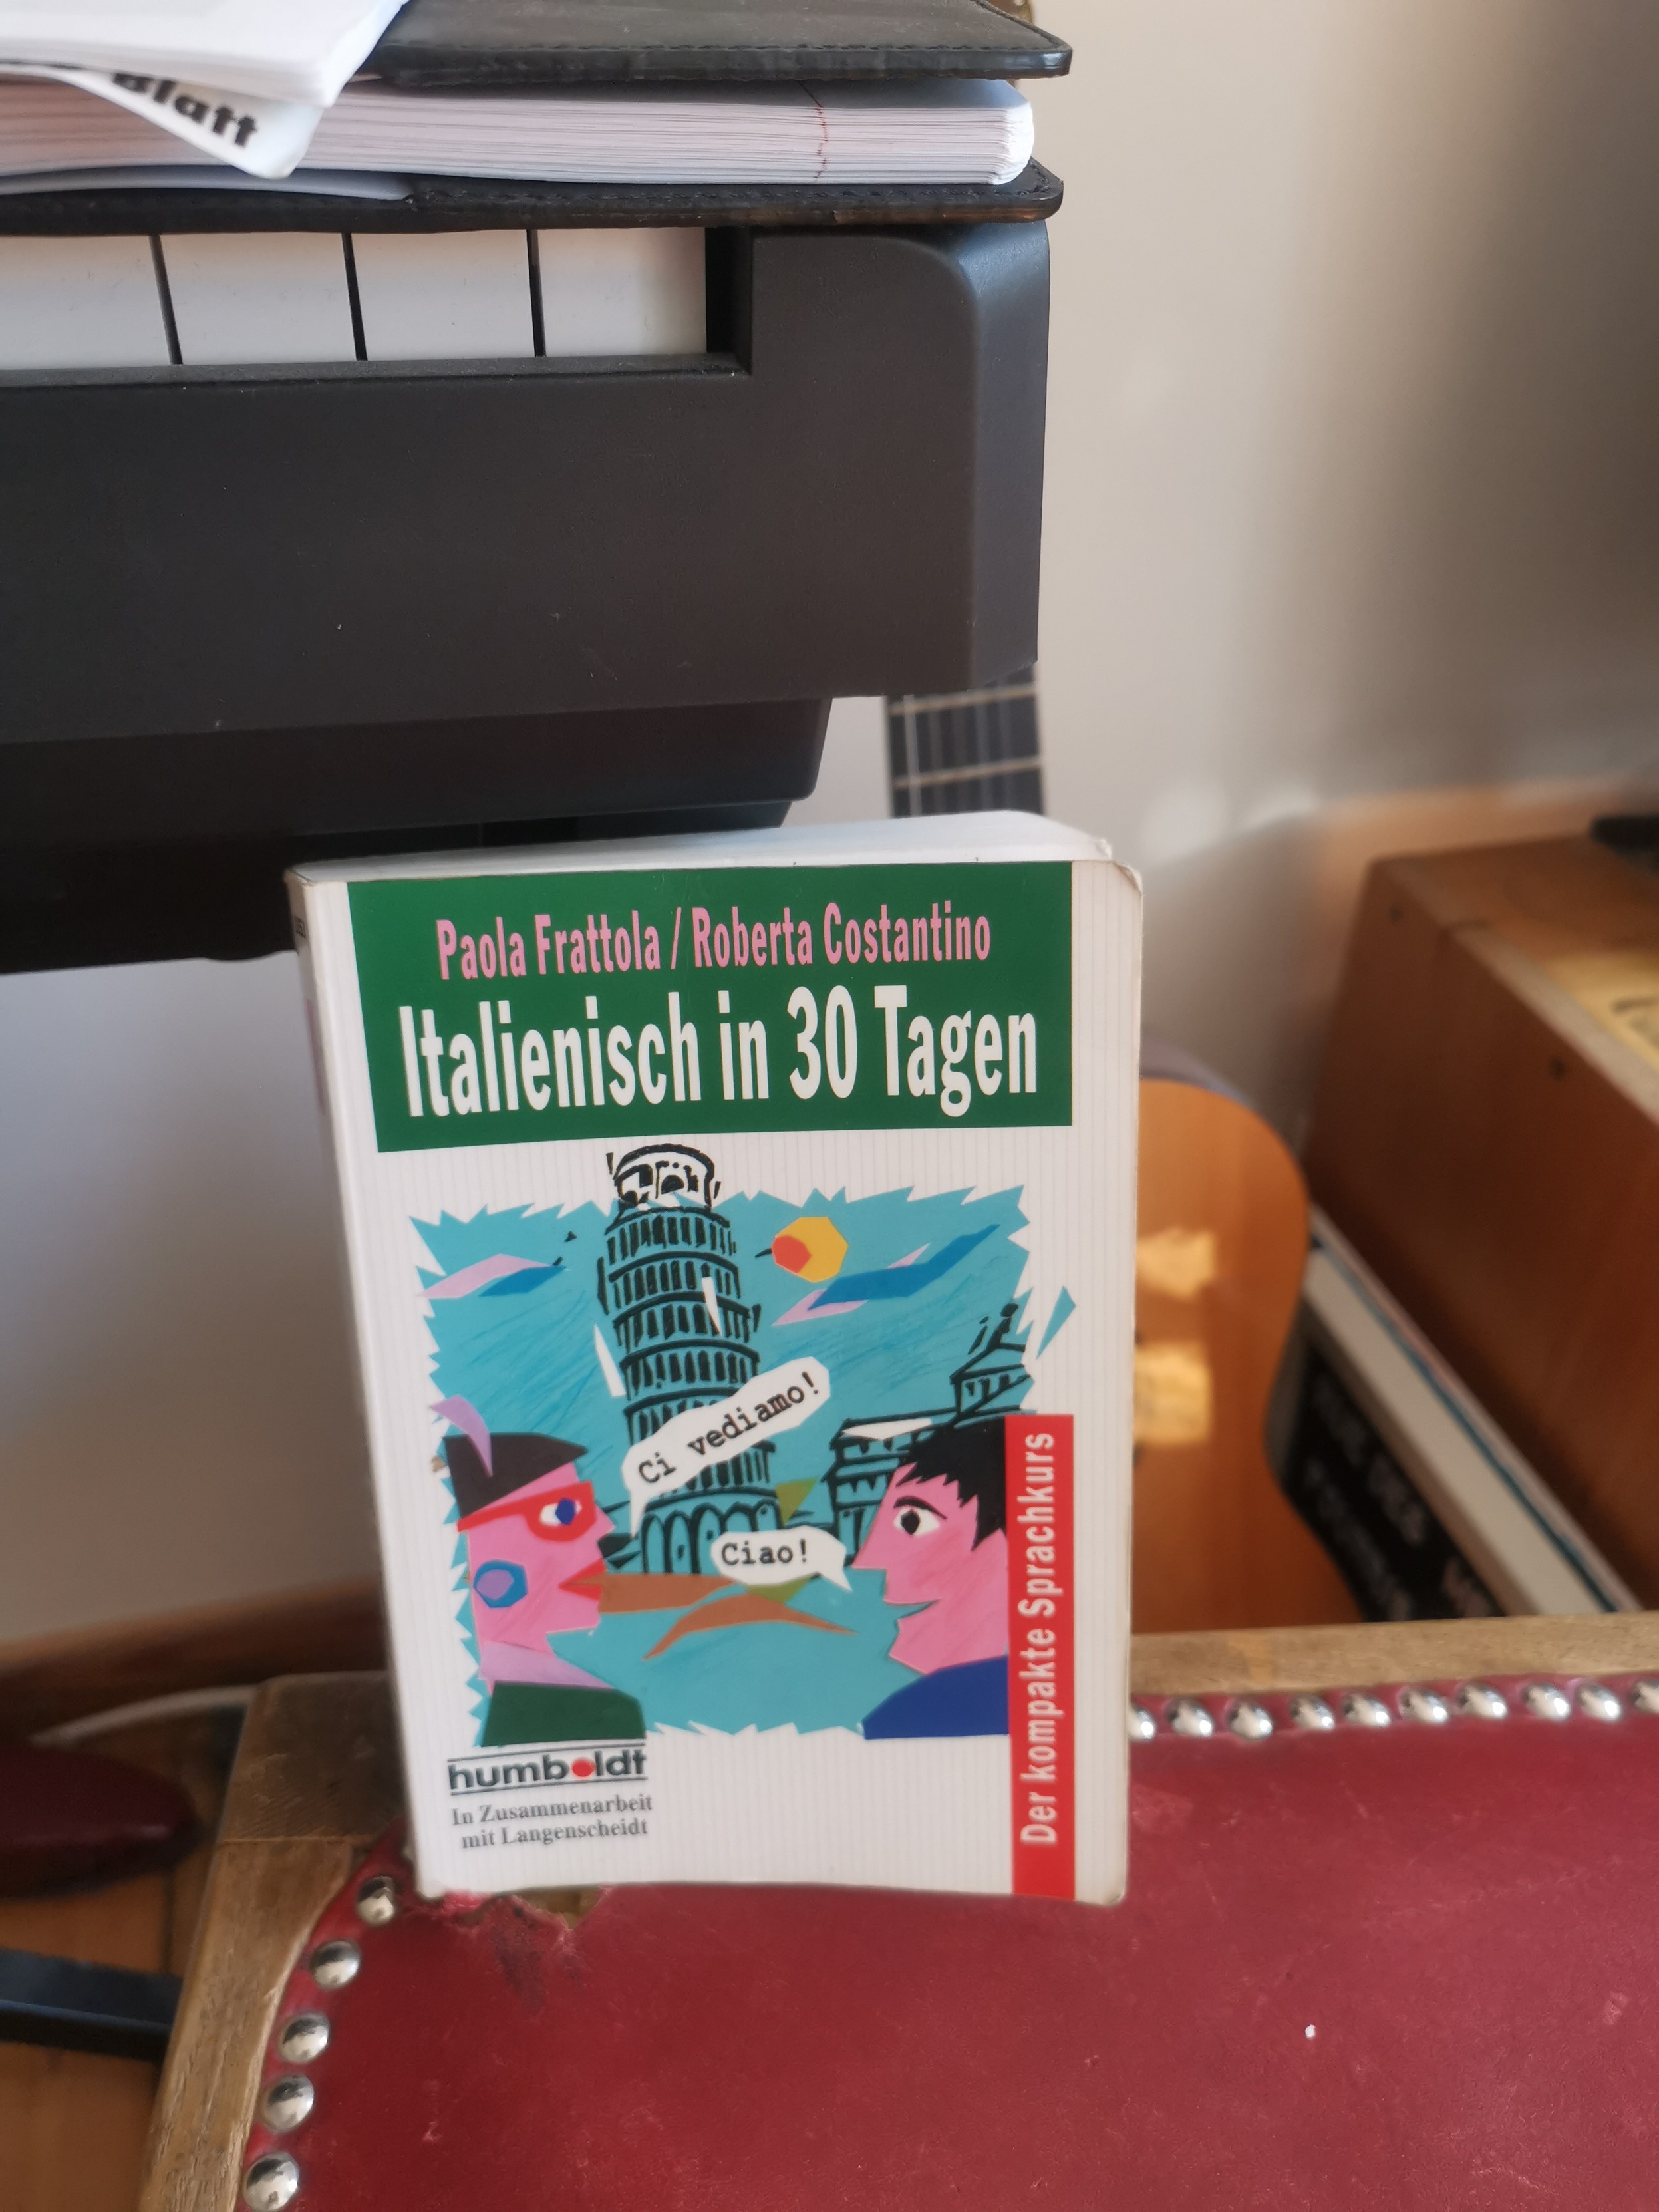 Blatt
Paola Frattola / Roberta Costantino
Italienisch in 30 Tagen
Ci vediamo!
Ciao!
Der kompakte Sprachkurs
humboldt
In Zusammenarbeit
mit Langenscheidt